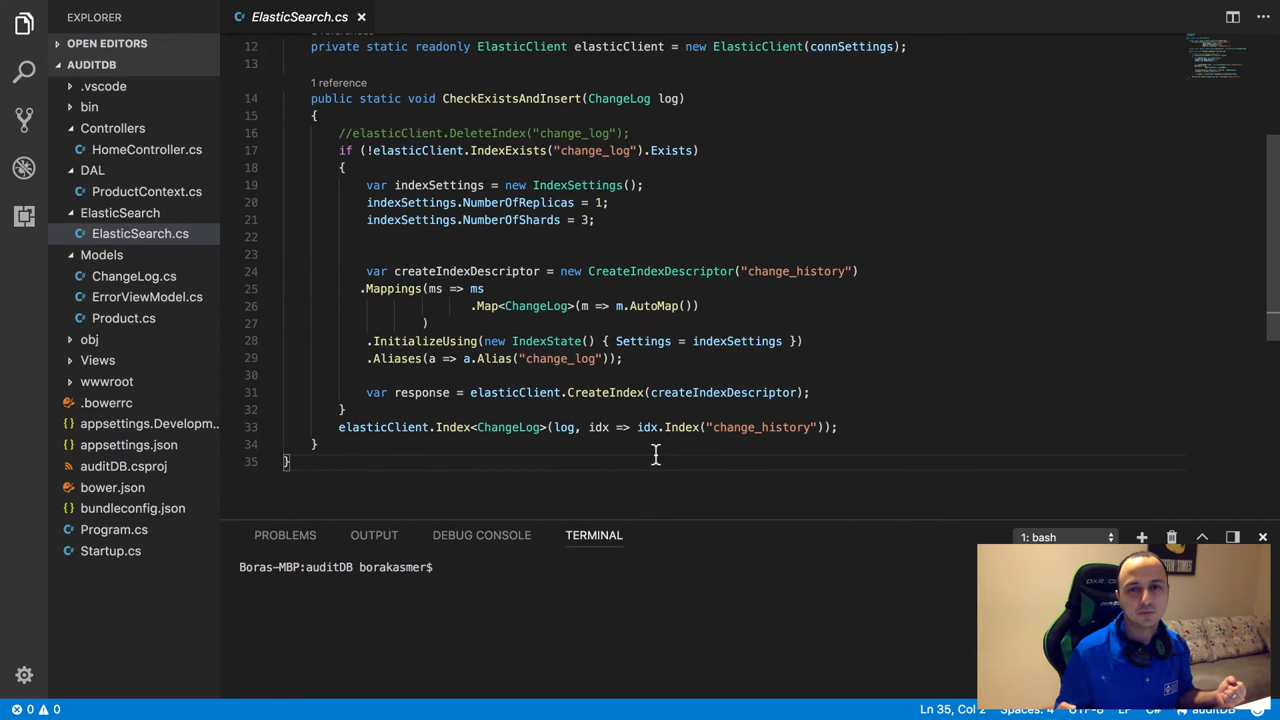 EXPLORER
OPEN EDITORS
AUDITDB
.vscode
bin
Controllers
HomeController.cs
DAL
ProductContext.cs
ElasticSearch
ElasticSearch.cs
Models
ChangeLog.cs
ErrorViewModel.cs
Product.cs
obj
Views
wwwroot
.bowerrc
appsettings.Developm...
appsettings.json
auditDB.csproj
bower.json
bundleconfig.json
Program.cs
Startup.cs
ElasticSearch.cs
12 private static readonly ElasticClient elasticClient = new ElasticClient(connSettings);
13
1 reference
14 public static void CheckExistsAndInsert(ChangeLog log)
15 {
16 //elasticClient.DeleteIndex("change_log");
17 if (!elasticClient.IndexExists("change_log").Exists)
18 {
19 var indexSettings = new IndexSettings();
20 indexSettings.NumberOfReplicas = 1;
21 indexSettings.NumberOfShards = 3;
22
23
24 var createIndexDescriptor = new CreateIndexDescriptor("change_history")
25 .Mappings(ms => ms
26 .Map<ChangeLog>(m => m.AutoMap())
27 )
28 .InitializeUsing(new IndexState() { Settings = indexSettings })
29 .Aliases(a => a.Alias("change_log"));
30
31 var response = elasticClient.CreateIndex(createIndexDescriptor);
32 }
33 elasticClient.Index<ChangeLog>(log, idx => idx.Index("change_history"));
34 }
35 }
PROBLEMS OUTPUT DEBUG CONSOLE TERMINAL 1: bash
Boras-MBP:auditDB borakasmer$
0 0 Ln 35, Col 2 Spaces: 4 UTF-8 LF C# auditDB